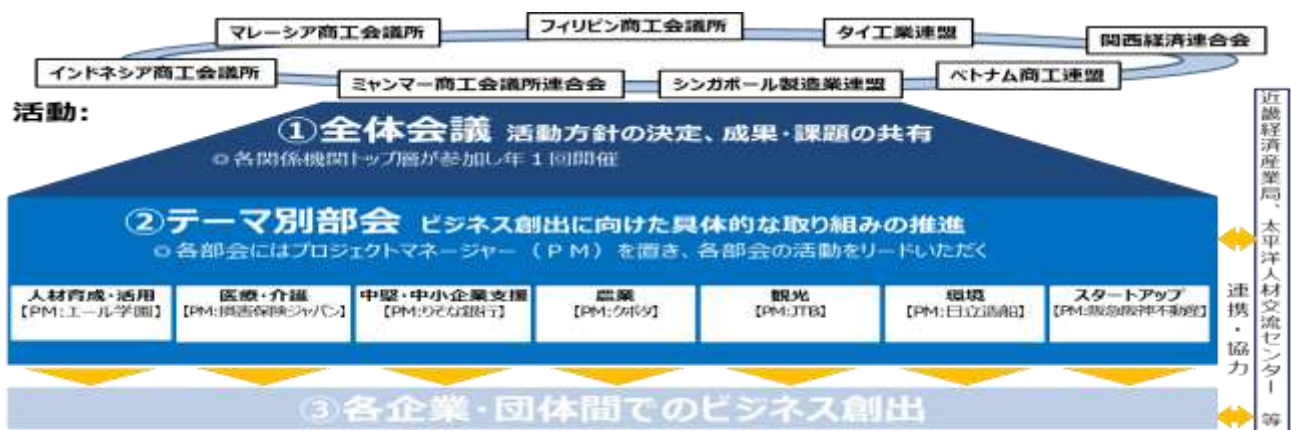 マレーシア商工会議所
フィリピン商工会議所
タイ工業連盟
関西経済連合会
インドネシア商工会議所
ミャンマー商工会議所連合会
シンガポール製造業連盟
ベトナム商工連盟
活動:
①全体会議 活動方針の決定、成果・課題の共有
◎各関係機関トップ層が参加し年1回開催
②テーマ別部会 ビジネス創出に向けた具体的な取り組みの推進
◎各部会にはプロジェクトマネージャー(PM)を置き、各部会の活動をリードいただく
人材育成・活用
【PM:エール学園】
医療・介護
【PM:損害保険ジャパン】
中堅・中小企業支援
【PM:りそな銀行】
農業
【PM:クボタ】
観光
【PM:JTB】
環境
【PM:日立造船】
スタートアップ
【PM:阪急阪神不動産】
③各企業・団体間でのビジネス創出
連携・協力
近畿経済産業局、太平洋人材交流センター 等